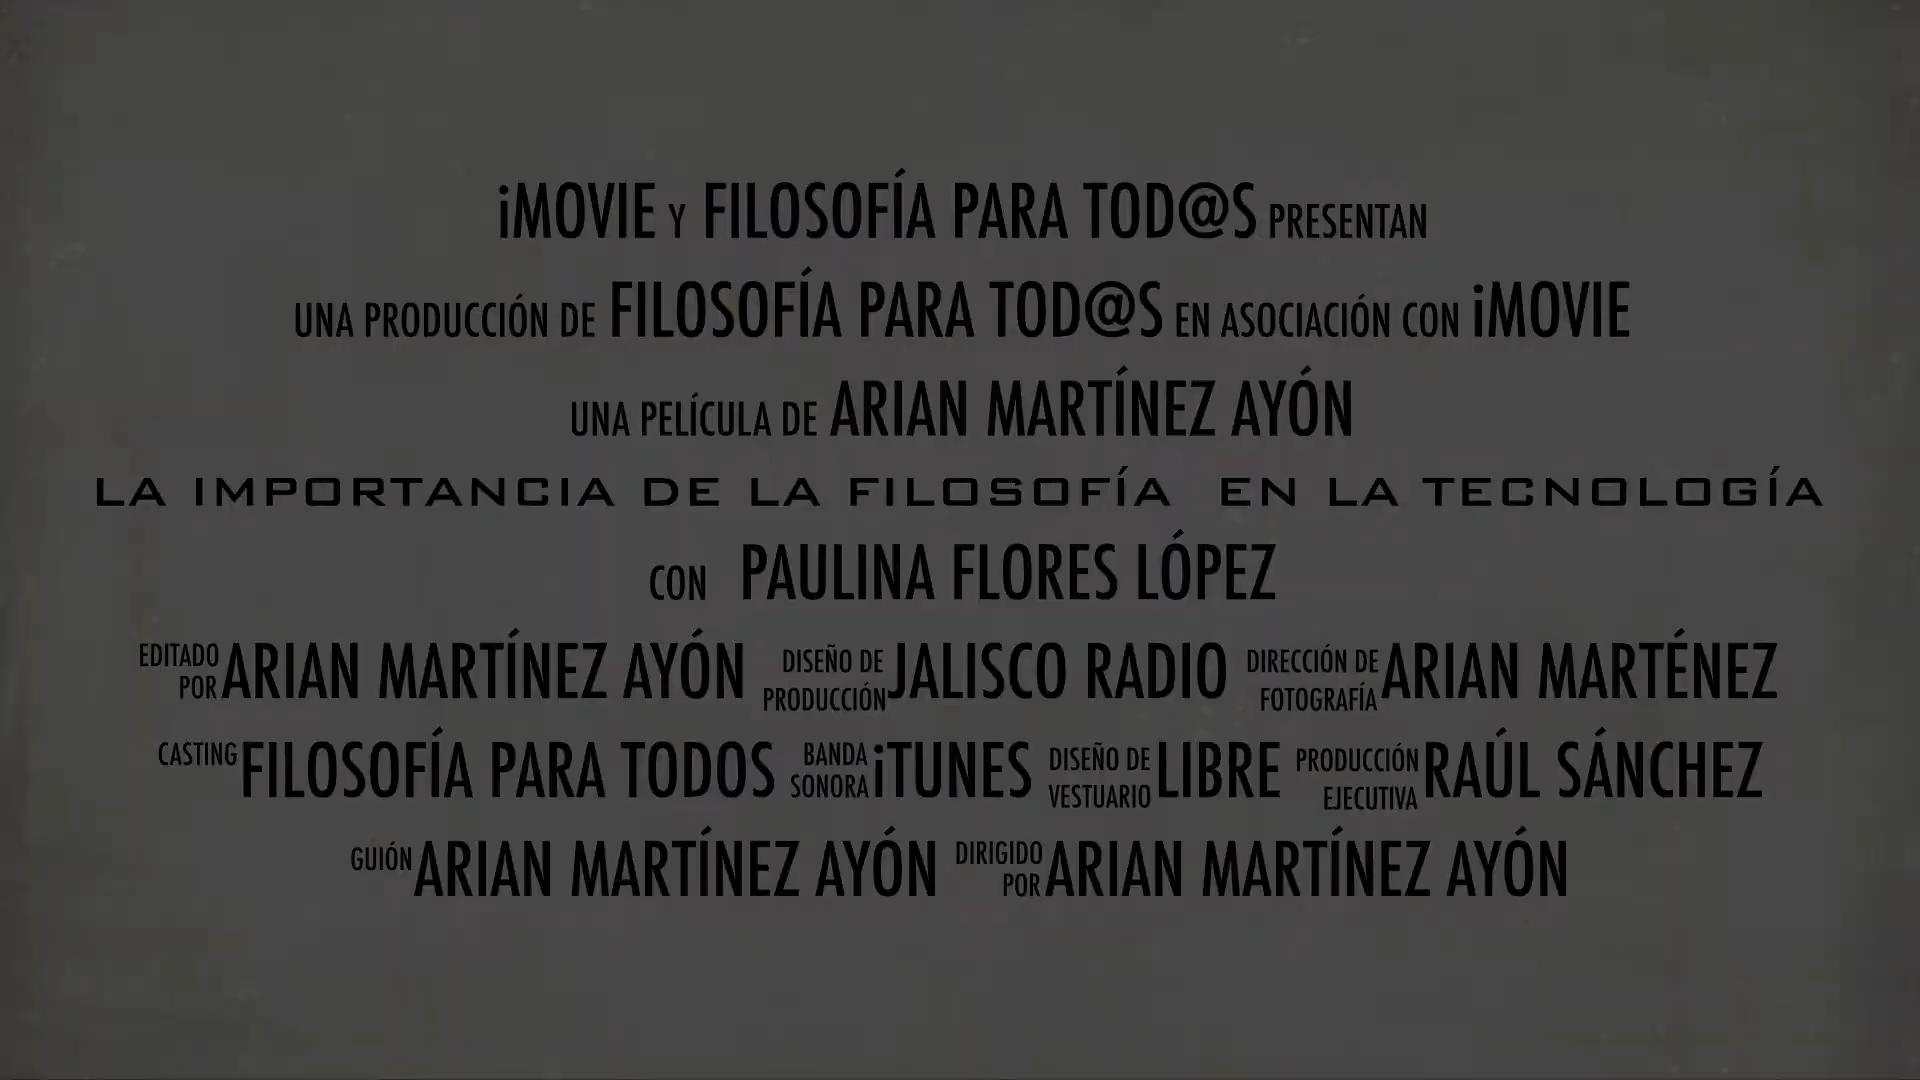 iMOVIE Y FILOSOFÍA PARA TOD@S PRESENTAN
UNA PRODUCCIÓN DE FILOSOFÍA PARA TOD@S EN ASOCIACIÓN CON iMOVIE
UNA PELÍCULA DE ARIAN MARTÍNEZ AYÓN
LA IMPORTANCIA DE LA FILOSOFÍA EN LA TECNOLOGÍA
CON PAULINA FLORES LÓPEZ
EDITADO POR ARIAN MARTÍNEZ AYÓN DISEÑO DE PRODUCCIÓN JALISCO RADIO DIRECCIÓN DE FOTOGRAFÍA ARIAN MARTÉNEZ
CASTING FILOSOFÍA PARA TODOS BANDA SONORA iTUNES DISEÑO DE VESTUARIO LIBRE PRODUCCIÓN EJECUTIVA RAÚL SÁNCHEZ
GUIÓN ARIAN MARTÍNEZ AYÓN DIRIGIDO POR ARIAN MARTÍNEZ AYÓN